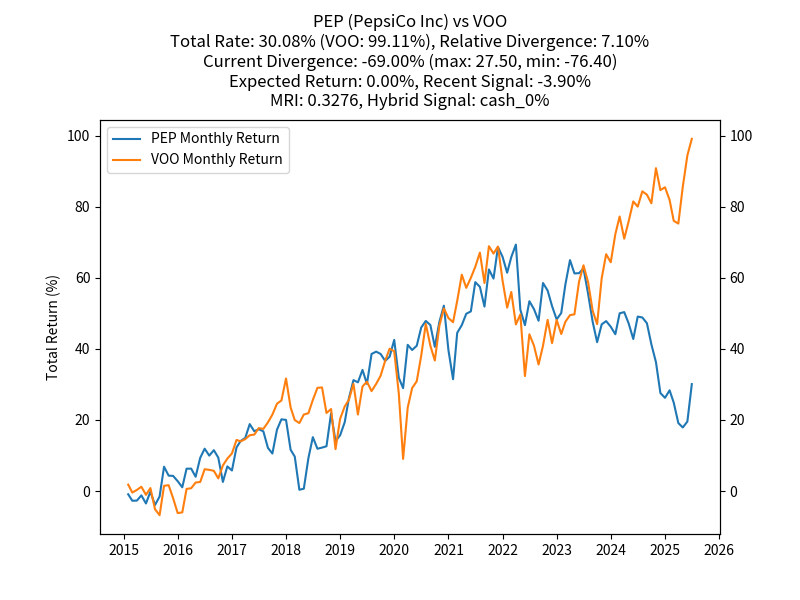 PEP (PepsiCo Inc) vs VOO
Total Rate: 30.08% (VOO: 99.11%), Relative Divergence: 7.10%
Current Divergence: -69.00% (max: 27.50, min: -76.40)
Expected Return: 0.00%, Recent Signal: -3.90%
MRI: 0.3276, Hybrid Signal: cash_0%
PEP Monthly Return
VOO Monthly Return
Total Return (%)
100 100
80 80
60 60
40 40
20 20
0 0
2015 2016 2017 2018 2019 2020 2021 2022 2023 2024 2025 2026